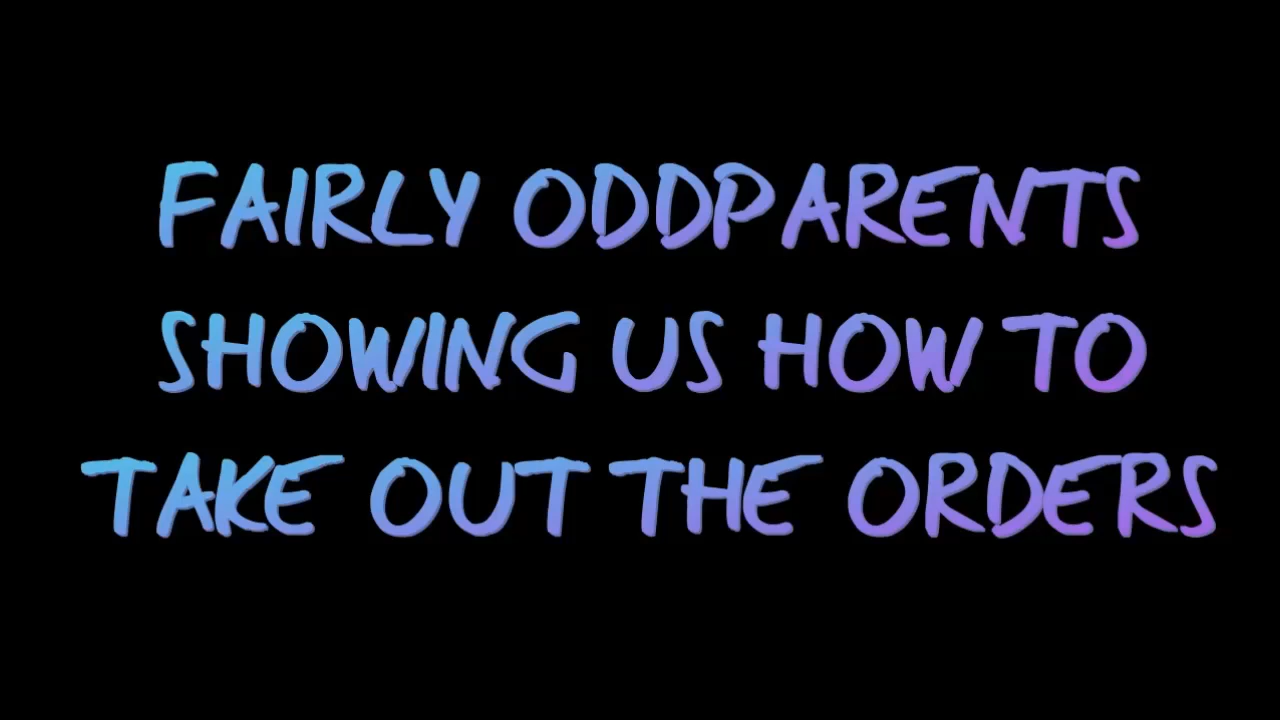 FAIRLY ODDPARENTS
SHOWING US HOW TO
TAKE OUT THE ORDERS